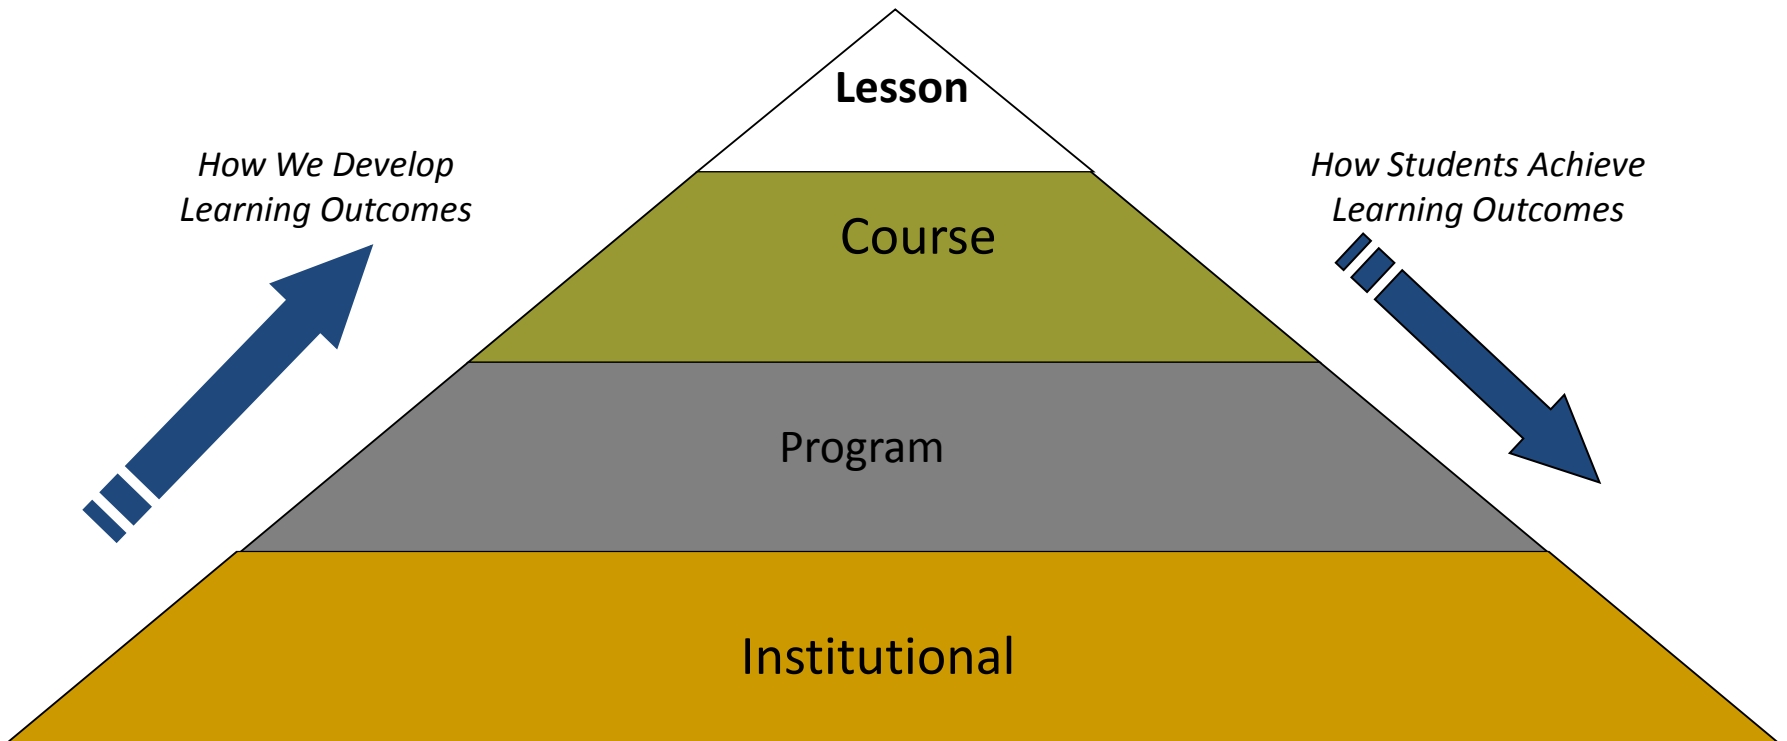 Lesson
How We Develop
Learning Outcomes
How Students Achieve
Learning Outcomes
Course
Program
Institutional